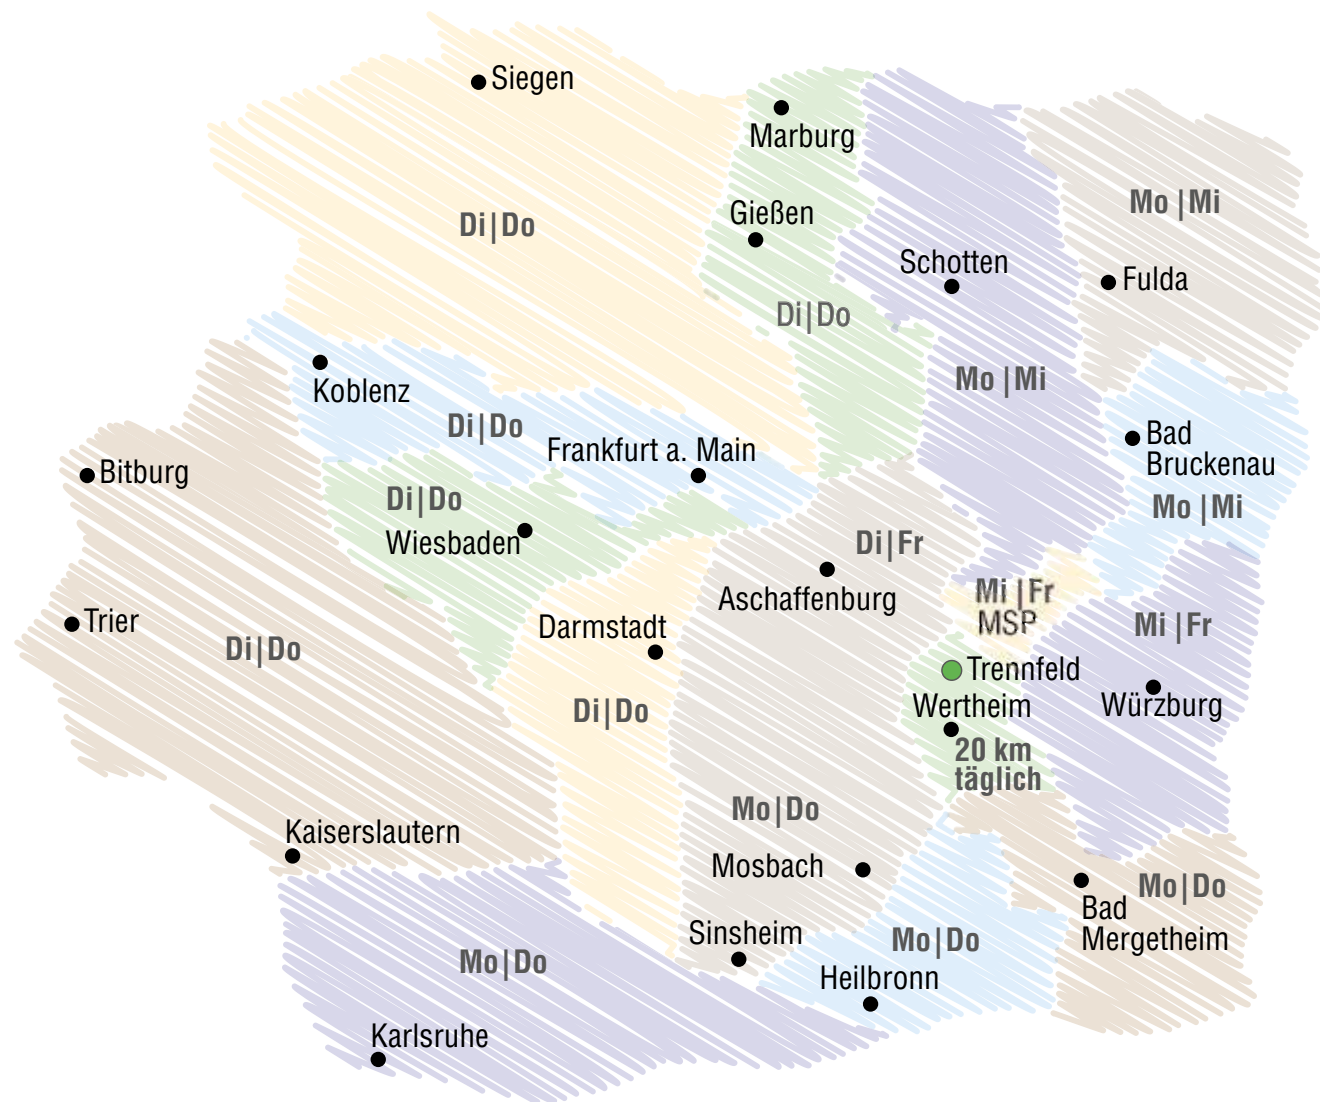 Siegen
Marburg
Mo|Mi
Gießen
Di|Do
Schotten
Fulda
Di|Do
Mo|Mi
Koblenz
Di|Do
Frankfurt a. Main
Bad
Bruckenau
Mo|Mi
Bitburg
Di|Do
Wiesbaden
Di|Fr
Aschaffenburg
Mi|Fr
MSP
Mi|Fr
Trier
Di|Do
Darmstadt
Trennfeld
Wertheim
Würzburg
Di|Do
20 km
täglich
Mo|Do
Kaiserslautern
Mosbach
Mo|Do
Bad
Mergetheim
Sinsheim
Mo|Do
Mo|Do
Heilbronn
Karlsruhe